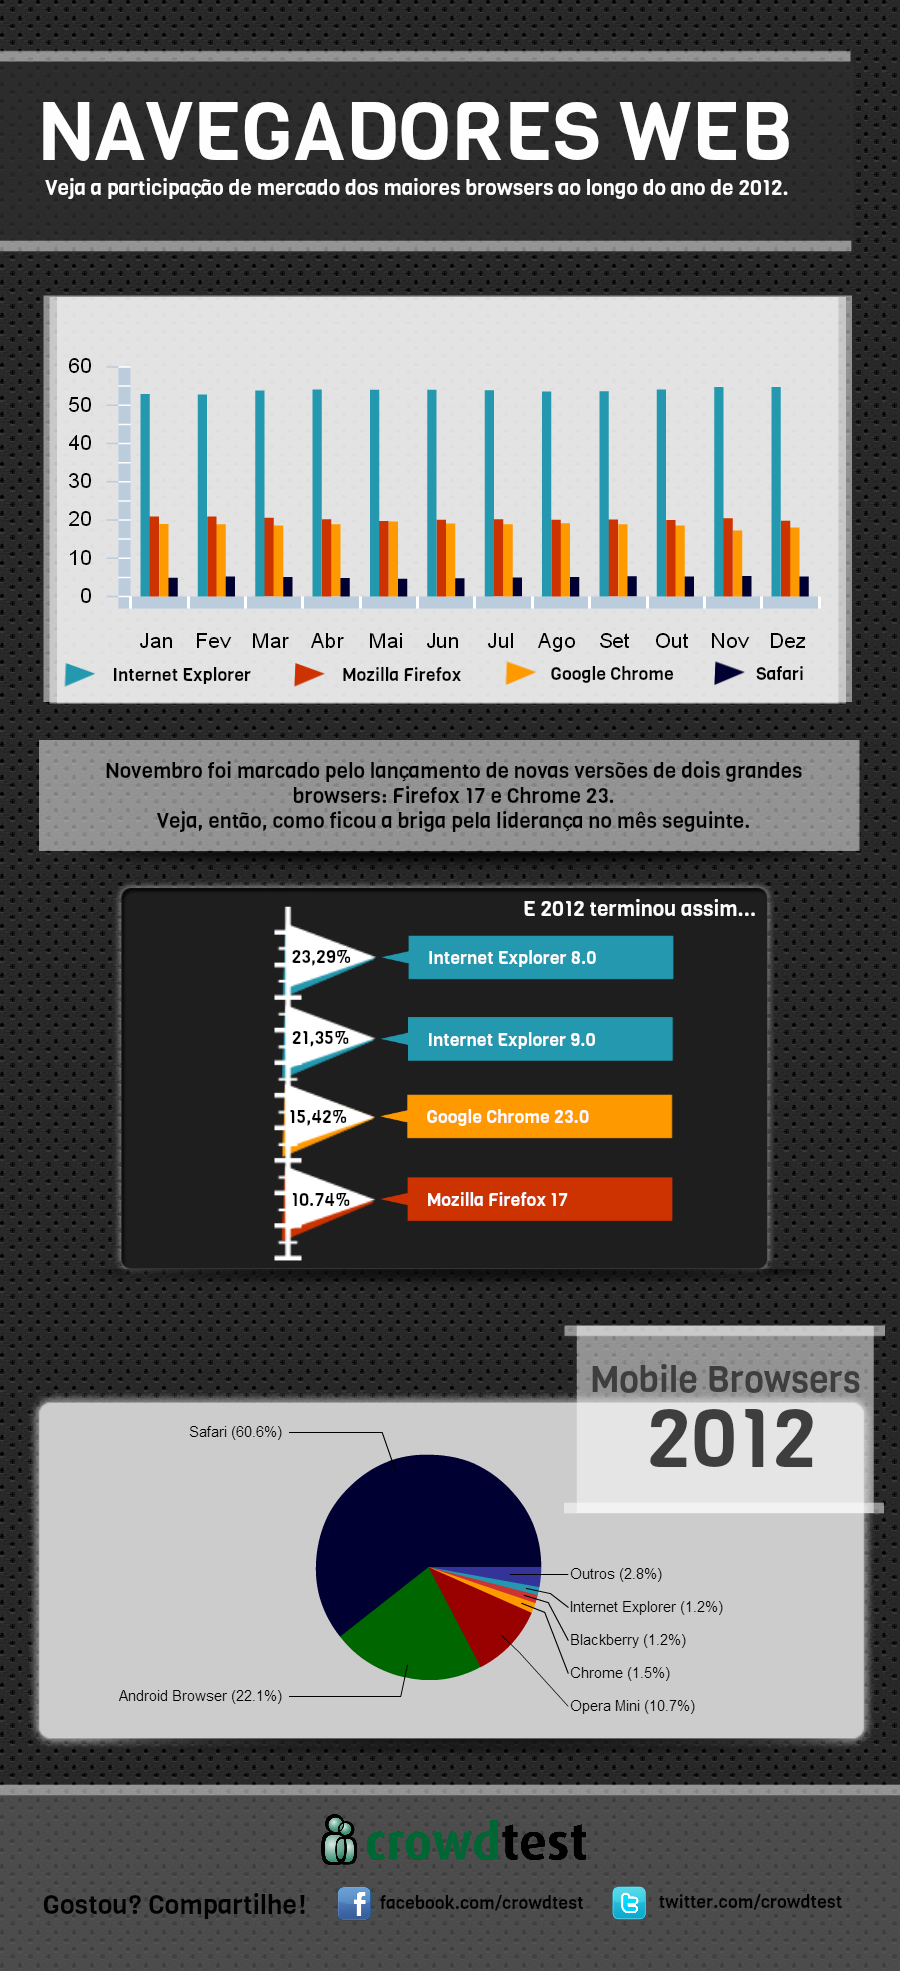 NAVEGADORES WEB
Veja a participação de mercado dos maiores browsers ao longo do ano de 2012.
60
50
40
30
20
10
0
Jan Fev Mar Abr Mai Jun Jul Ago Set Out Nov Dez
Internet Explorer Mozilla Firefox Google Chrome Safari
Novembro foi marcado pelo lançamento de novas versões de dois grandes
browsers: Firefox 17 e Chrome 23.
Veja, então, como ficou a briga pela liderança no mês seguinte.
E 2012 terminou assim...
23,29% Internet Explorer 8.0
21,35% Internet Explorer 9.0
15,42% Google Chrome 23.0
10.74% Mozilla Firefox 17
Mobile Browsers
2012
Safari (60.6%)
Outros (2.8%)
Internet Explorer (1.2%)
Blackberry (1.2%)
Chrome (1.5%)
Android Browser (22.1%)
Opera Mini (10.7%)
crowdtest
Gostou? Compartilhe! facebook.com/crowdtest twitter.com/crowdtest